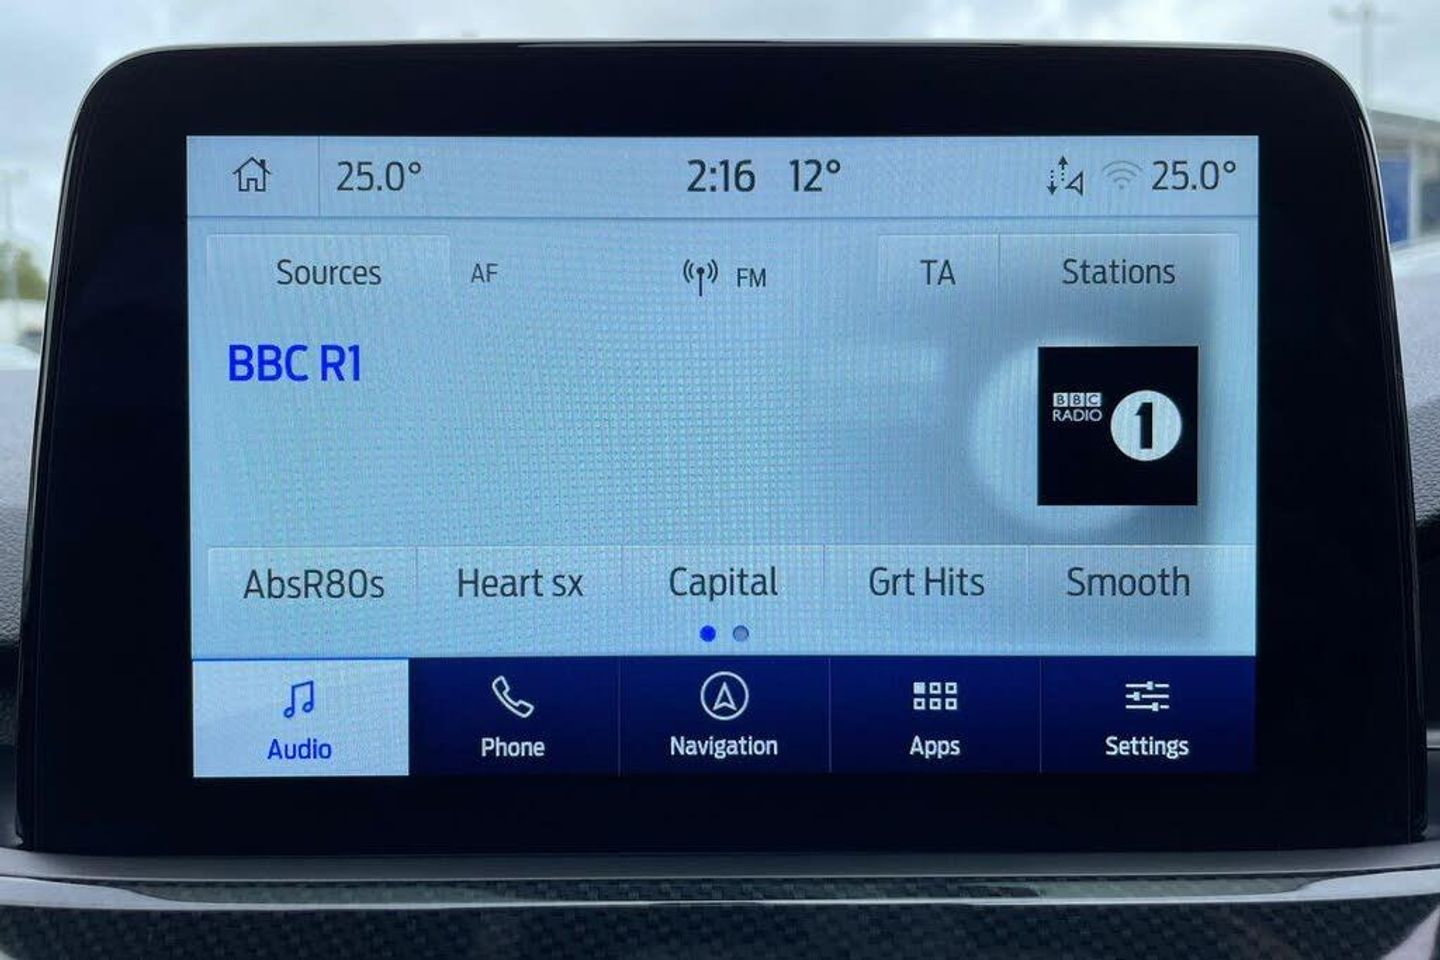 25.0° 2:16 12° 25.0°
Sources AF FM TA Stations
BBC R1
BBC
RADIO 1
AbsR80s Heart sx Capital Grt Hits Smooth
Audio Phone Navigation Apps Settings